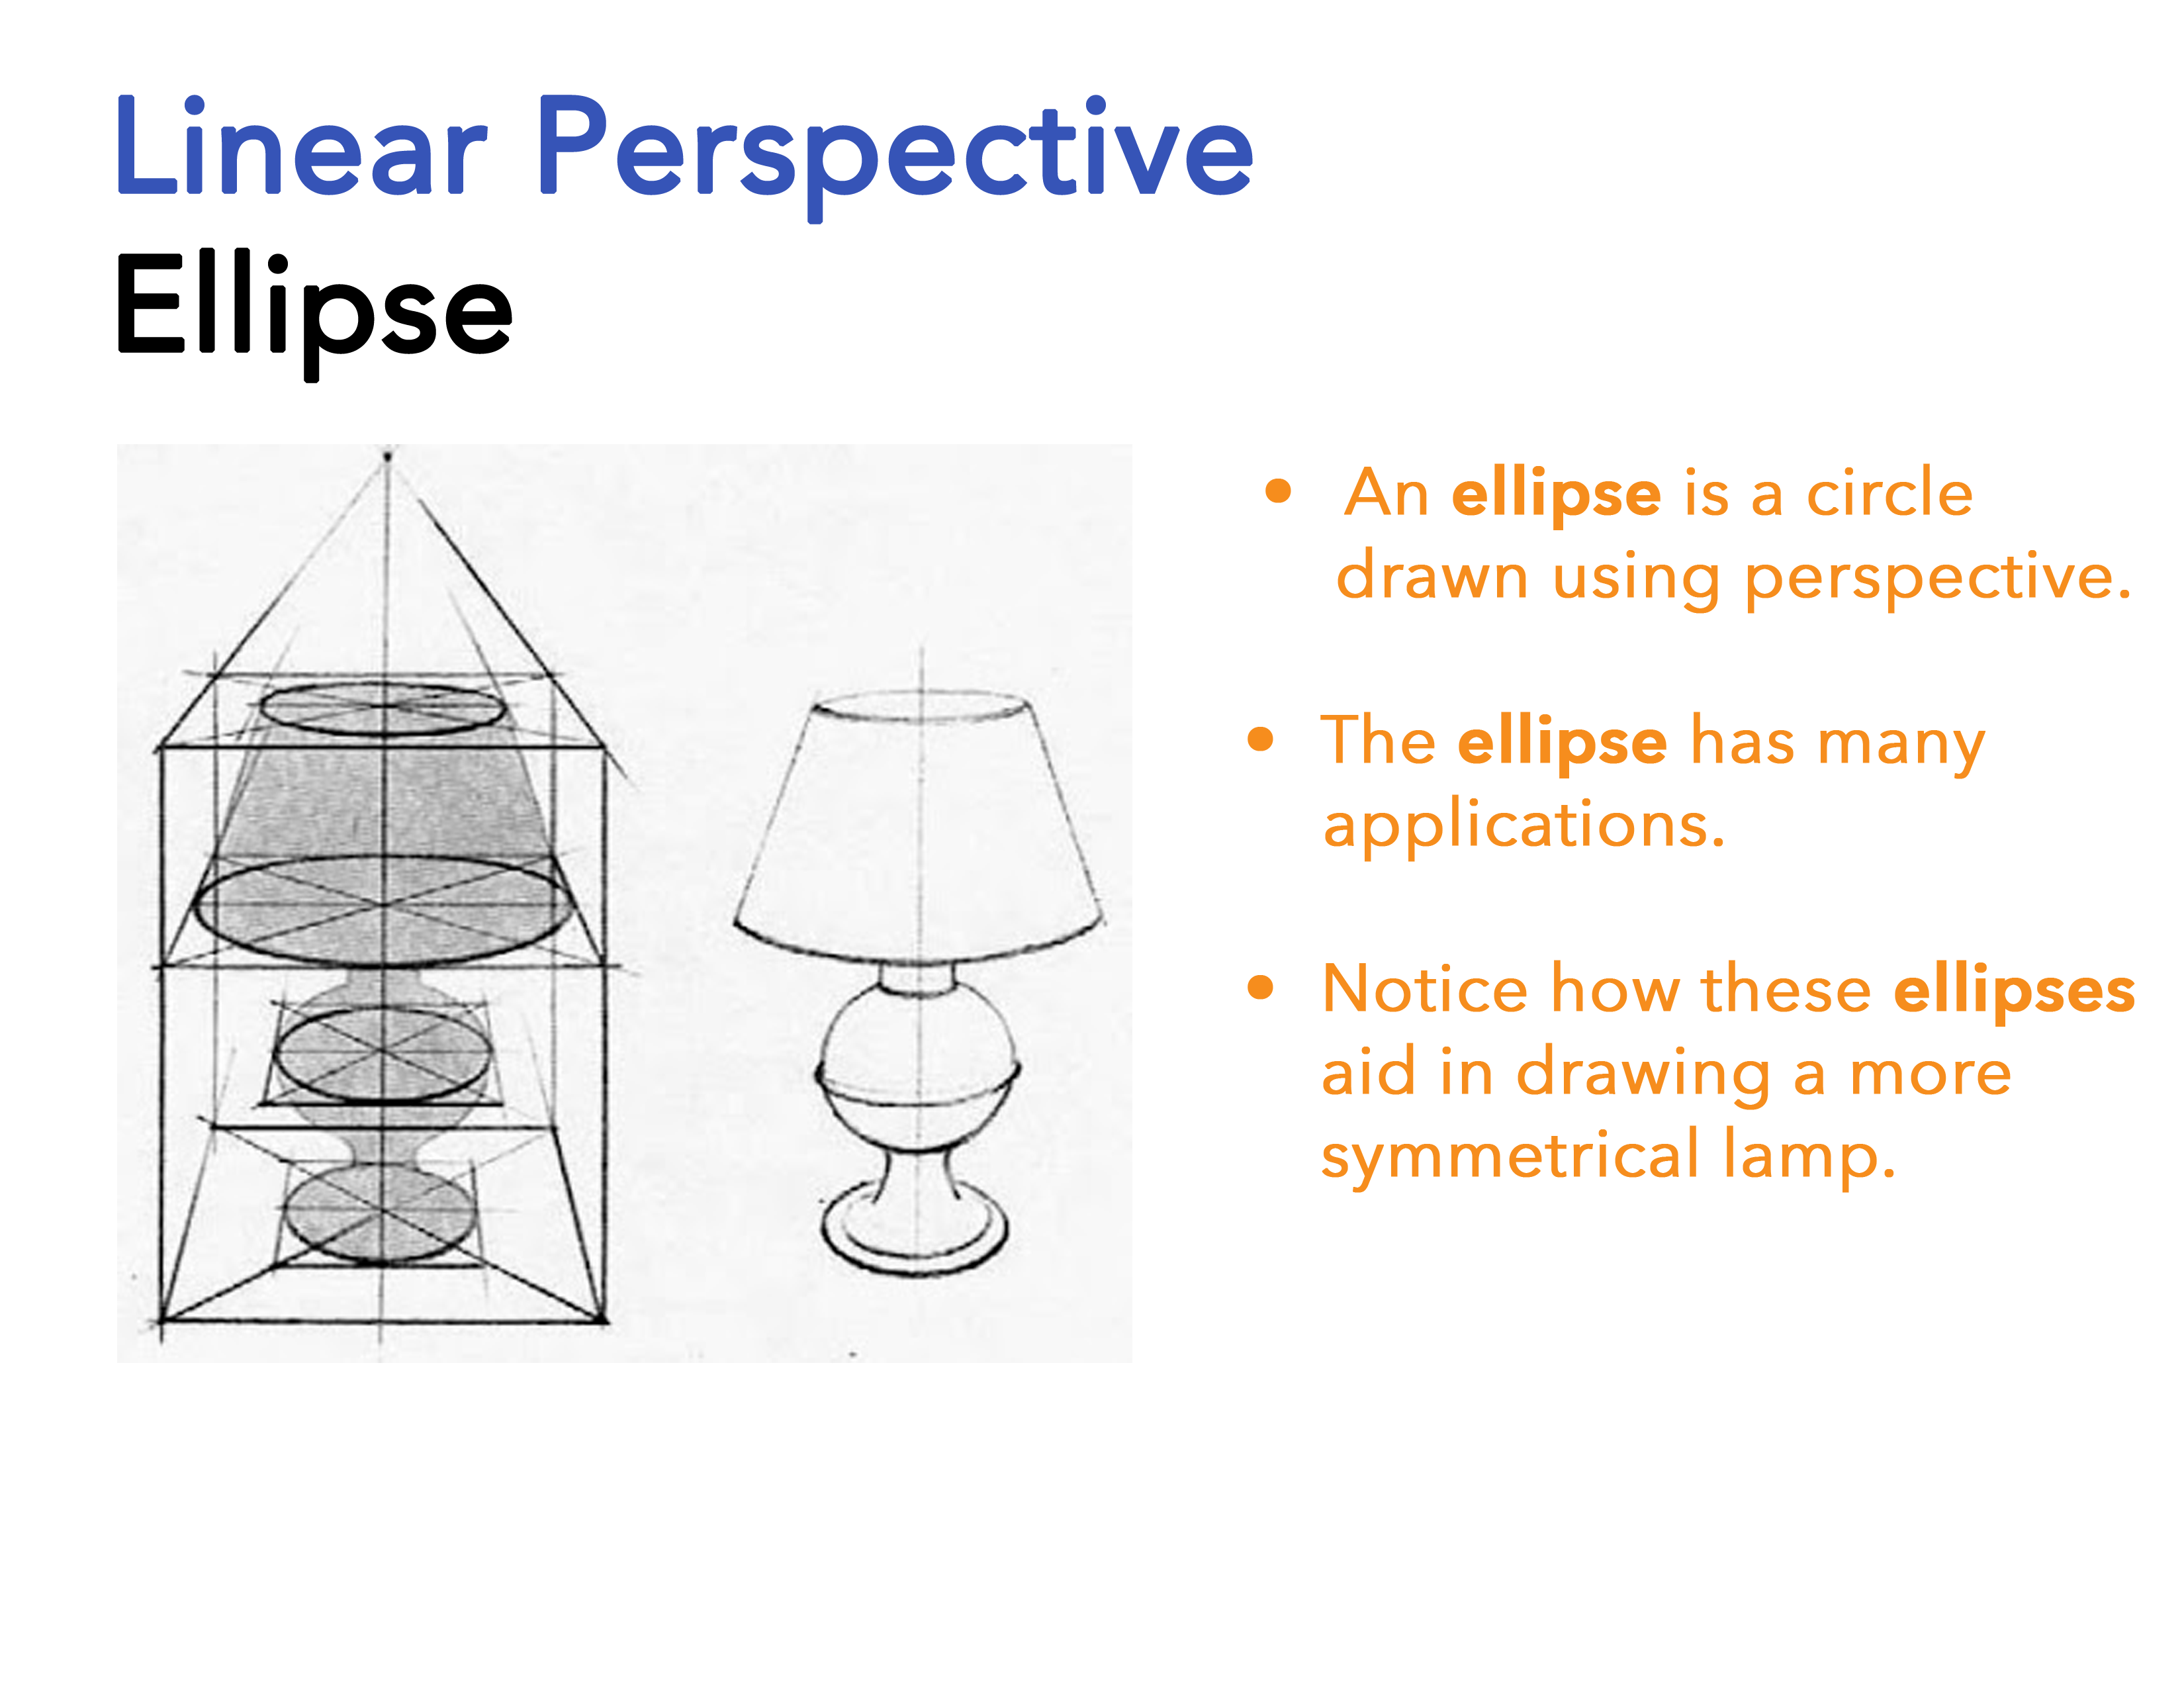 Linear Perspective
Ellipse
• An ellipse is a circle
drawn using perspective.
• The ellipse has many
applications.
• Notice how these ellipses
aid in drawing a more
symmetrical lamp.